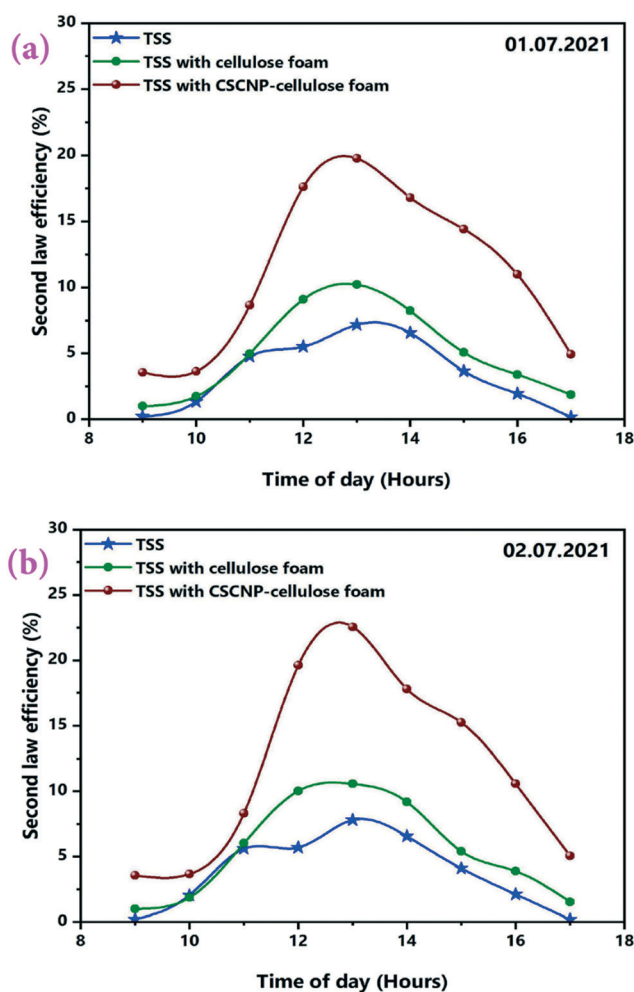 (a)
TSS
TSS with cellulose foam
TSS with CSCNP-cellulose foam
01.07.2021
Second law efficiency (%)
30
25
20
15
10
5
0
8 10 12 14 16 18
Time of day (Hours)
(b)
TSS
TSS with cellulose foam
TSS with CSCNP-cellulose foam
02.07.2021
Second law efficiency (%)
30
25
20
15
10
5
0
8 10 12 14 16 18
Time of day (Hours)